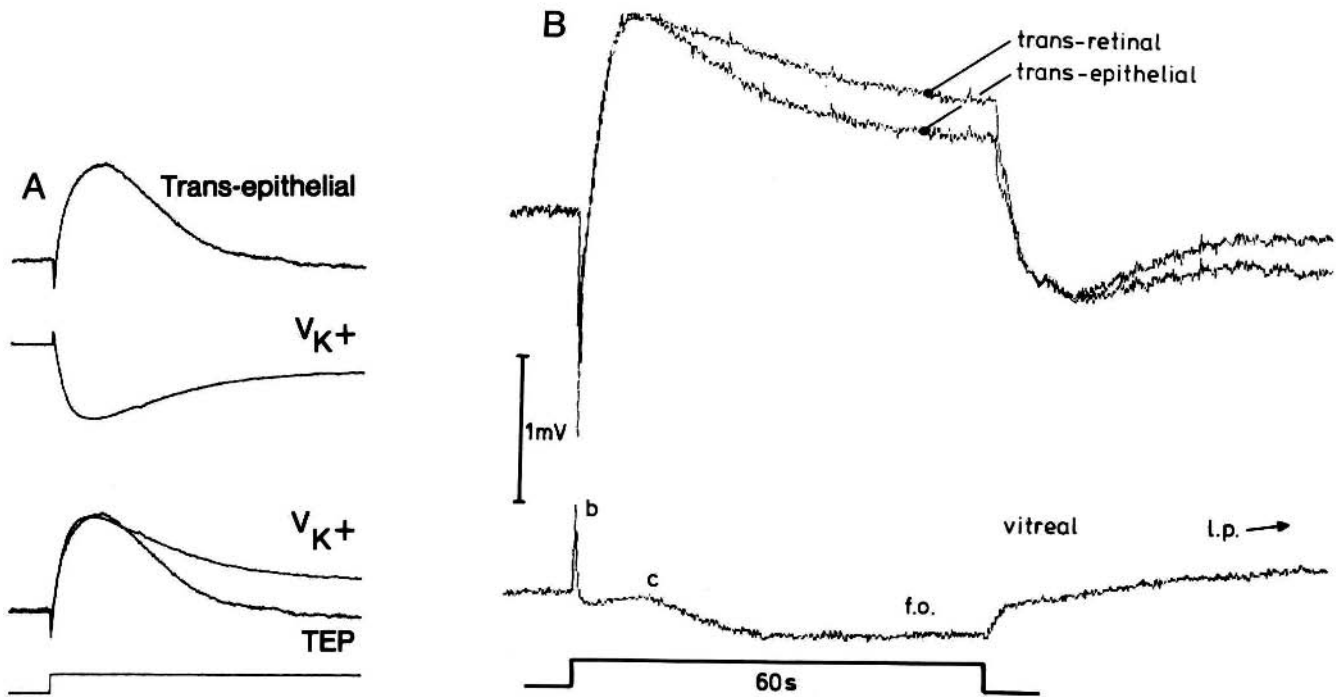 A
Trans-epithelial
VK+
VK+
TEP
B
trans-retinal
trans-epithelial
1mV
b
c
f.o.
vitreal
l.p.
60s